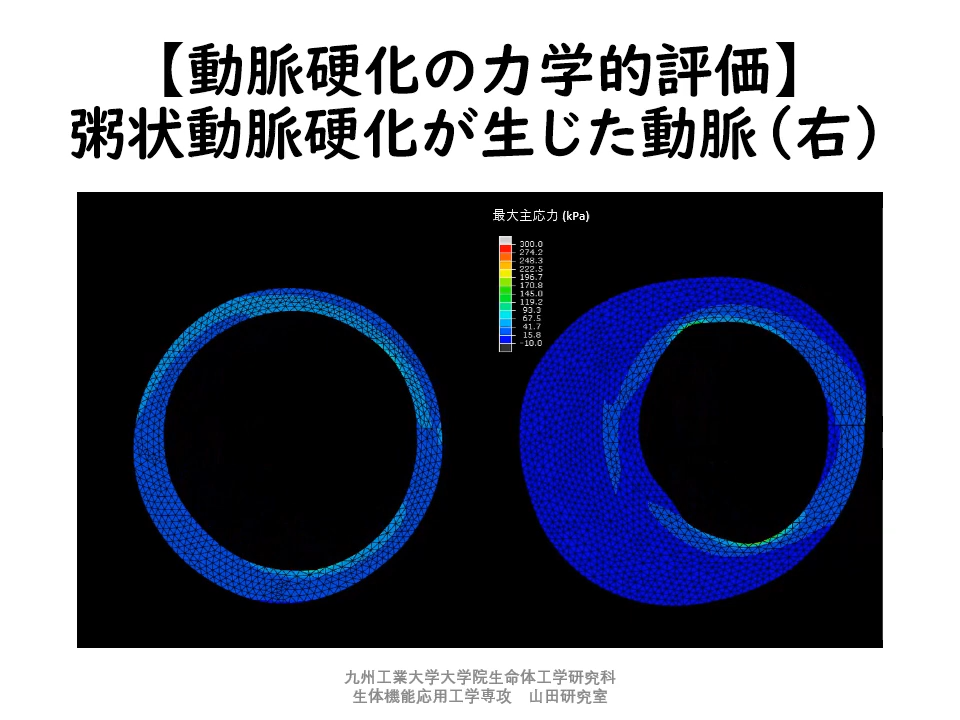 【動脈硬化の力学的評価】
粥状動脈硬化が生じた動脈（右）
最大主応力 (kPa)
300.0
274.2
248.3
222.5
196.7
170.8
145.0
119.2
93.3
67.5
41.7
15.8
-10.0
九州工業大学大学院生命体工学研究科
生体機能応用工学専攻　山田研究室